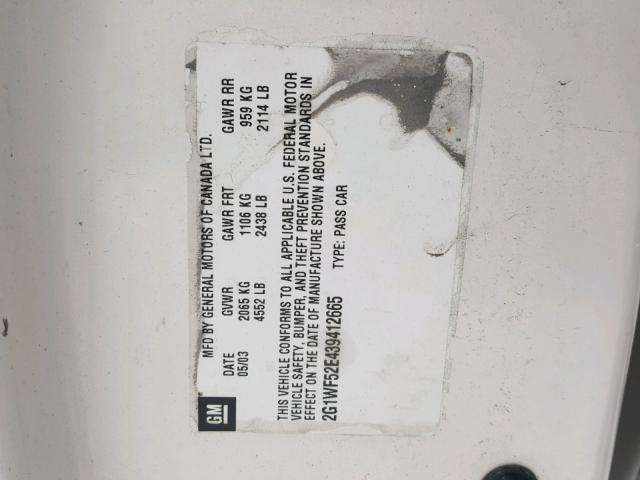 GM
MFD BY GENERAL MOTORS OF CANADA LTD.
DATE GVWR GAWR FRT GAWR RR
05/03 2065 KG 1106 KG 959 KG
4552 LB 2438 LB 2114 LB
THIS VEHICLE CONFORMS TO ALL APPLICABLE U.S. FEDERAL MOTOR
VEHICLE SAFETY, BUMPER, AND THEFT PREVENTION STANDARDS IN
EFFECT ON THE DATE OF MANUFACTURE SHOWN ABOVE.
2G1WF52E439412665 TYPE: PASS CAR